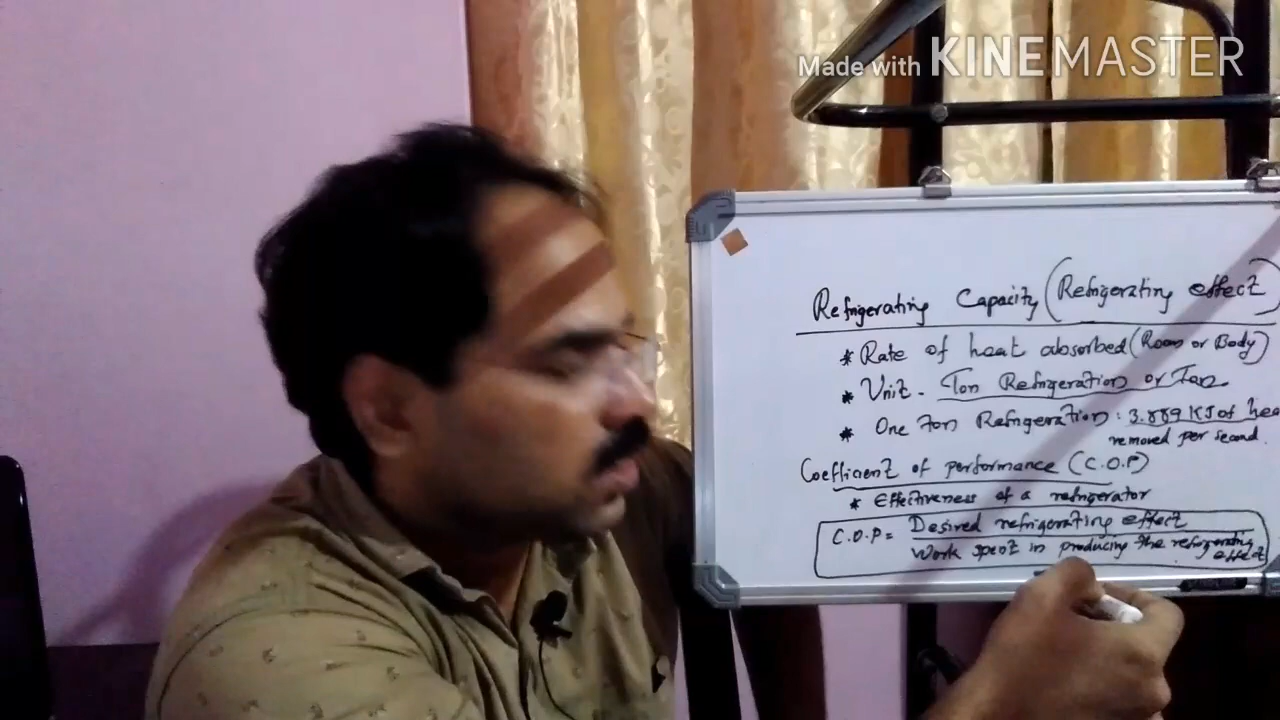 Made with KINEMASTER
Refrigerating Capacity (Refrigerating effect)
* Rate of heat absorbed (Room or Body)
* Unit - Ton Refrigeration or Ton
* One ton Refrigeration : 3.889 KJ of hea
removed per second.
Coefficient of performance (C.O.P)
* Effectiveness of a refrigerator
C.O.P = Desired refrigerating effect
Work spent in producing the refrigerating
effect